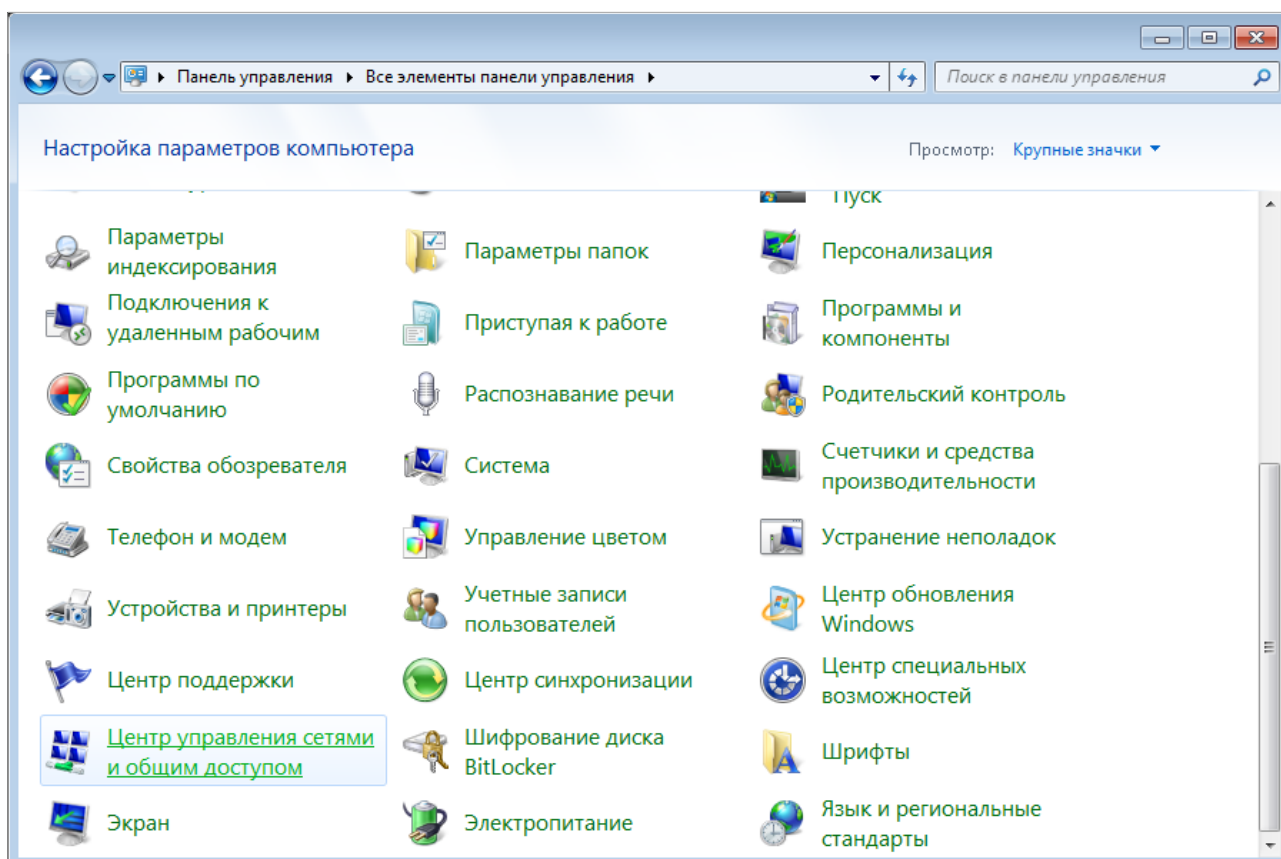 Панель управления ▸ Все элементы панели управления ▸
Поиск в панели управления
Настройка параметров компьютера
Просмотр: Крупные значки
Пуск
Параметры
индексирования
Параметры папок
Персонализация
Подключения к
удаленным рабочим
Приступая к работе
Программы и
компоненты
Программы по
умолчанию
Распознавание речи
Родительский контроль
Свойства обозревателя
Система
Счетчики и средства
производительности
Телефон и модем
Управление цветом
Устранение неполадок
Устройства и принтеры
Учетные записи
пользователей
Центр обновления
Windows
Центр поддержки
Центр синхронизации
Центр специальных
возможностей
Центр управления сетями
и общим доступом
Шифрование диска
BitLocker
Шрифты
Экран
Электропитание
Язык и региональные
стандарты